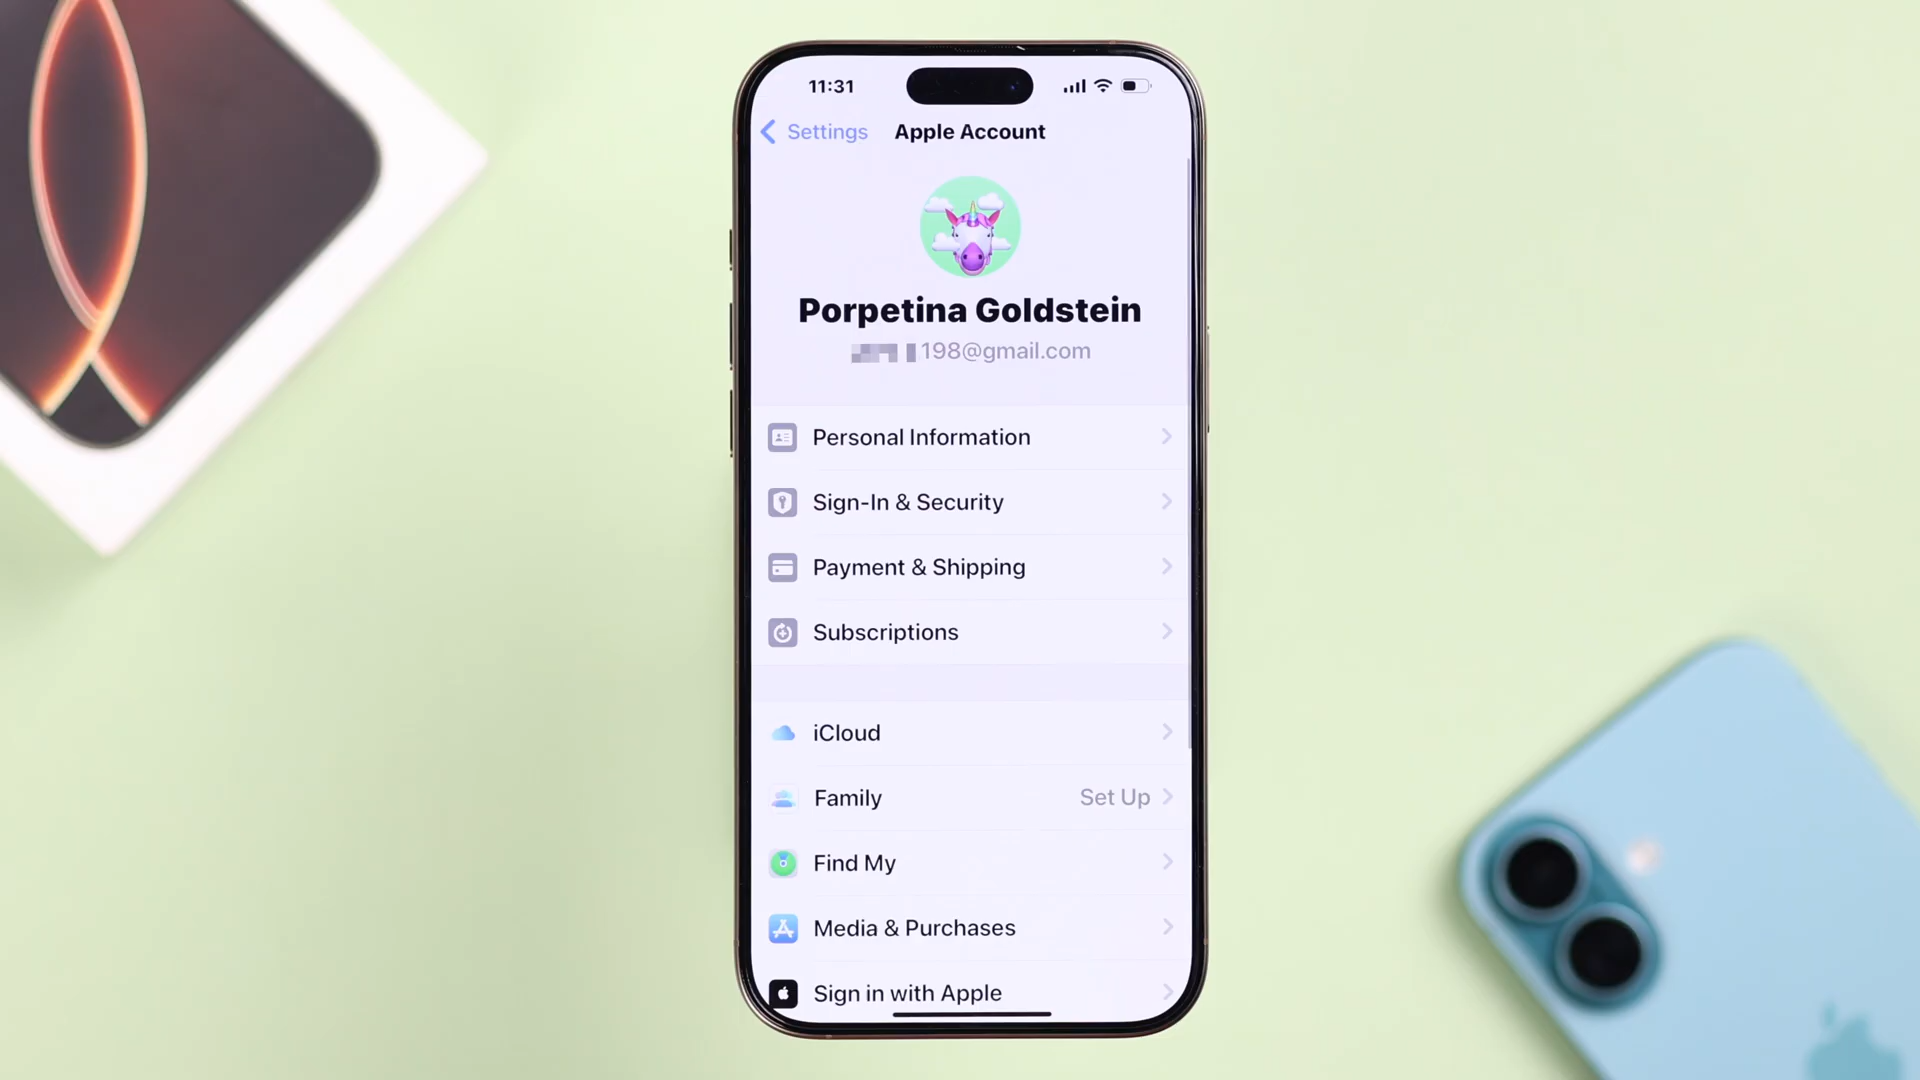 11:31
Settings
Apple Account
Porpetina Goldstein
198@gmail.com
Personal Information
Sign-In & Security
Payment & Shipping
Subscriptions
iCloud
Family
Set Up
Find My
Media & Purchases
Sign in with Apple